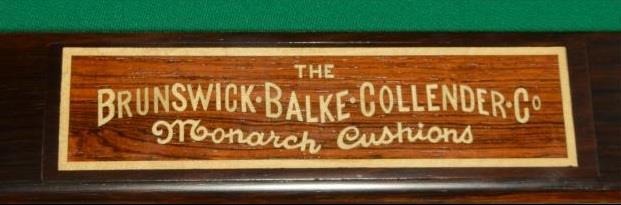 THE
BRUNSWICK·BALKE·COLLENDER·Co
Monarch Cushions